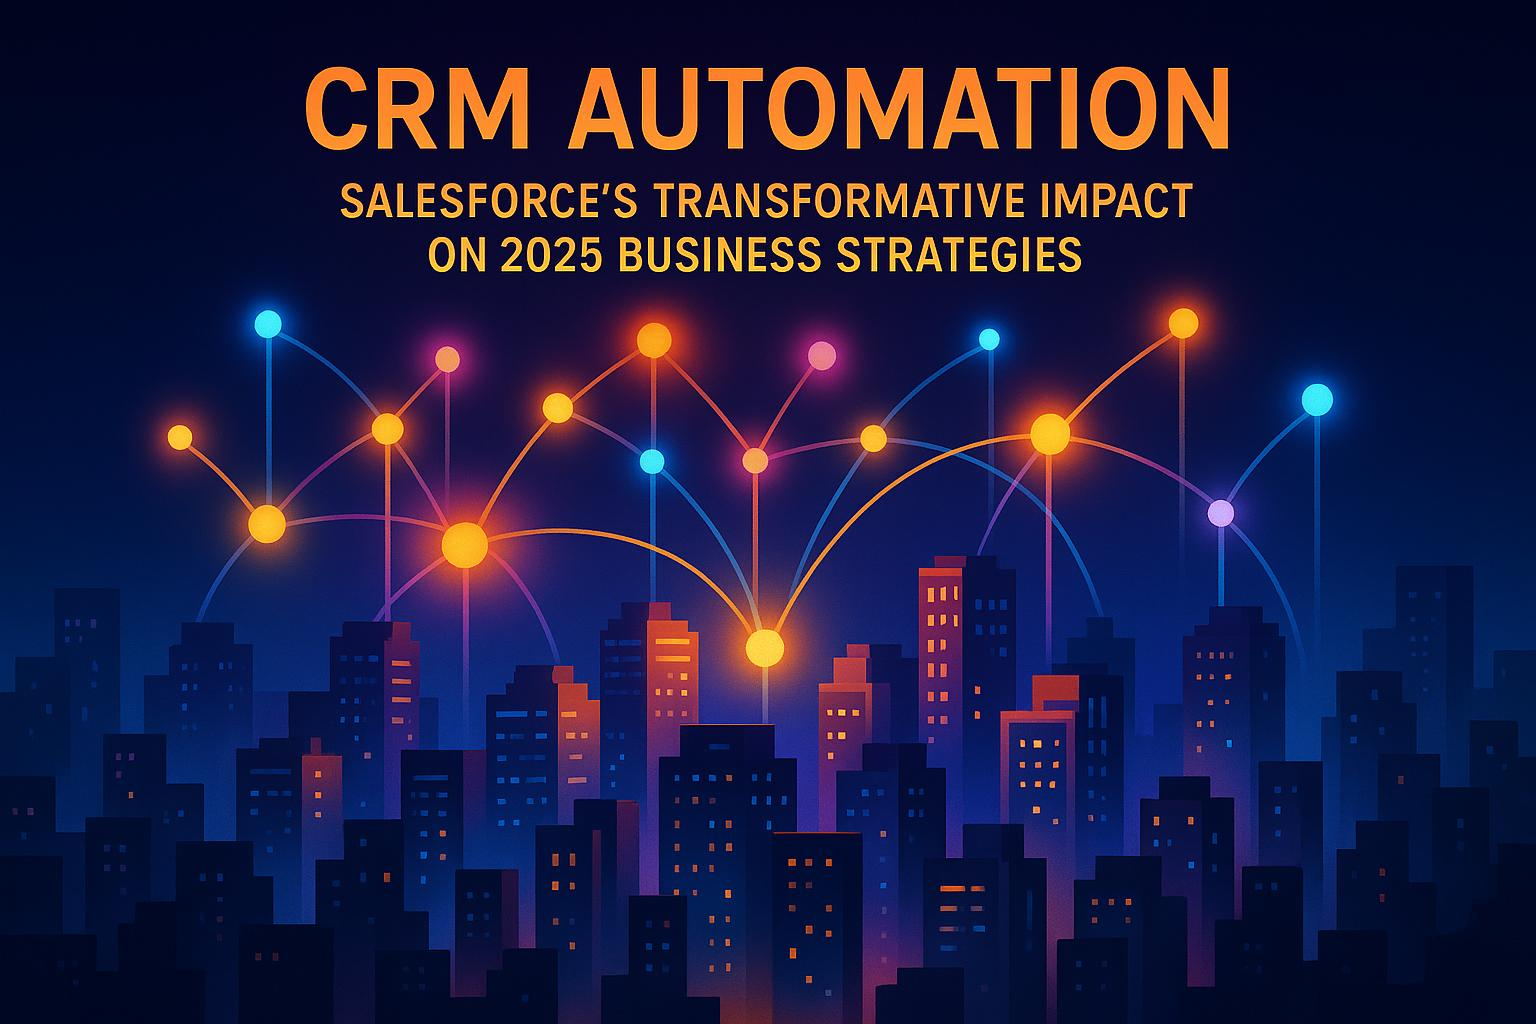 CRM AUTOMATION
SALESFORCE'S TRANSFORMATIVE IMPACT
ON 2025 BUSINESS STRATEGIES